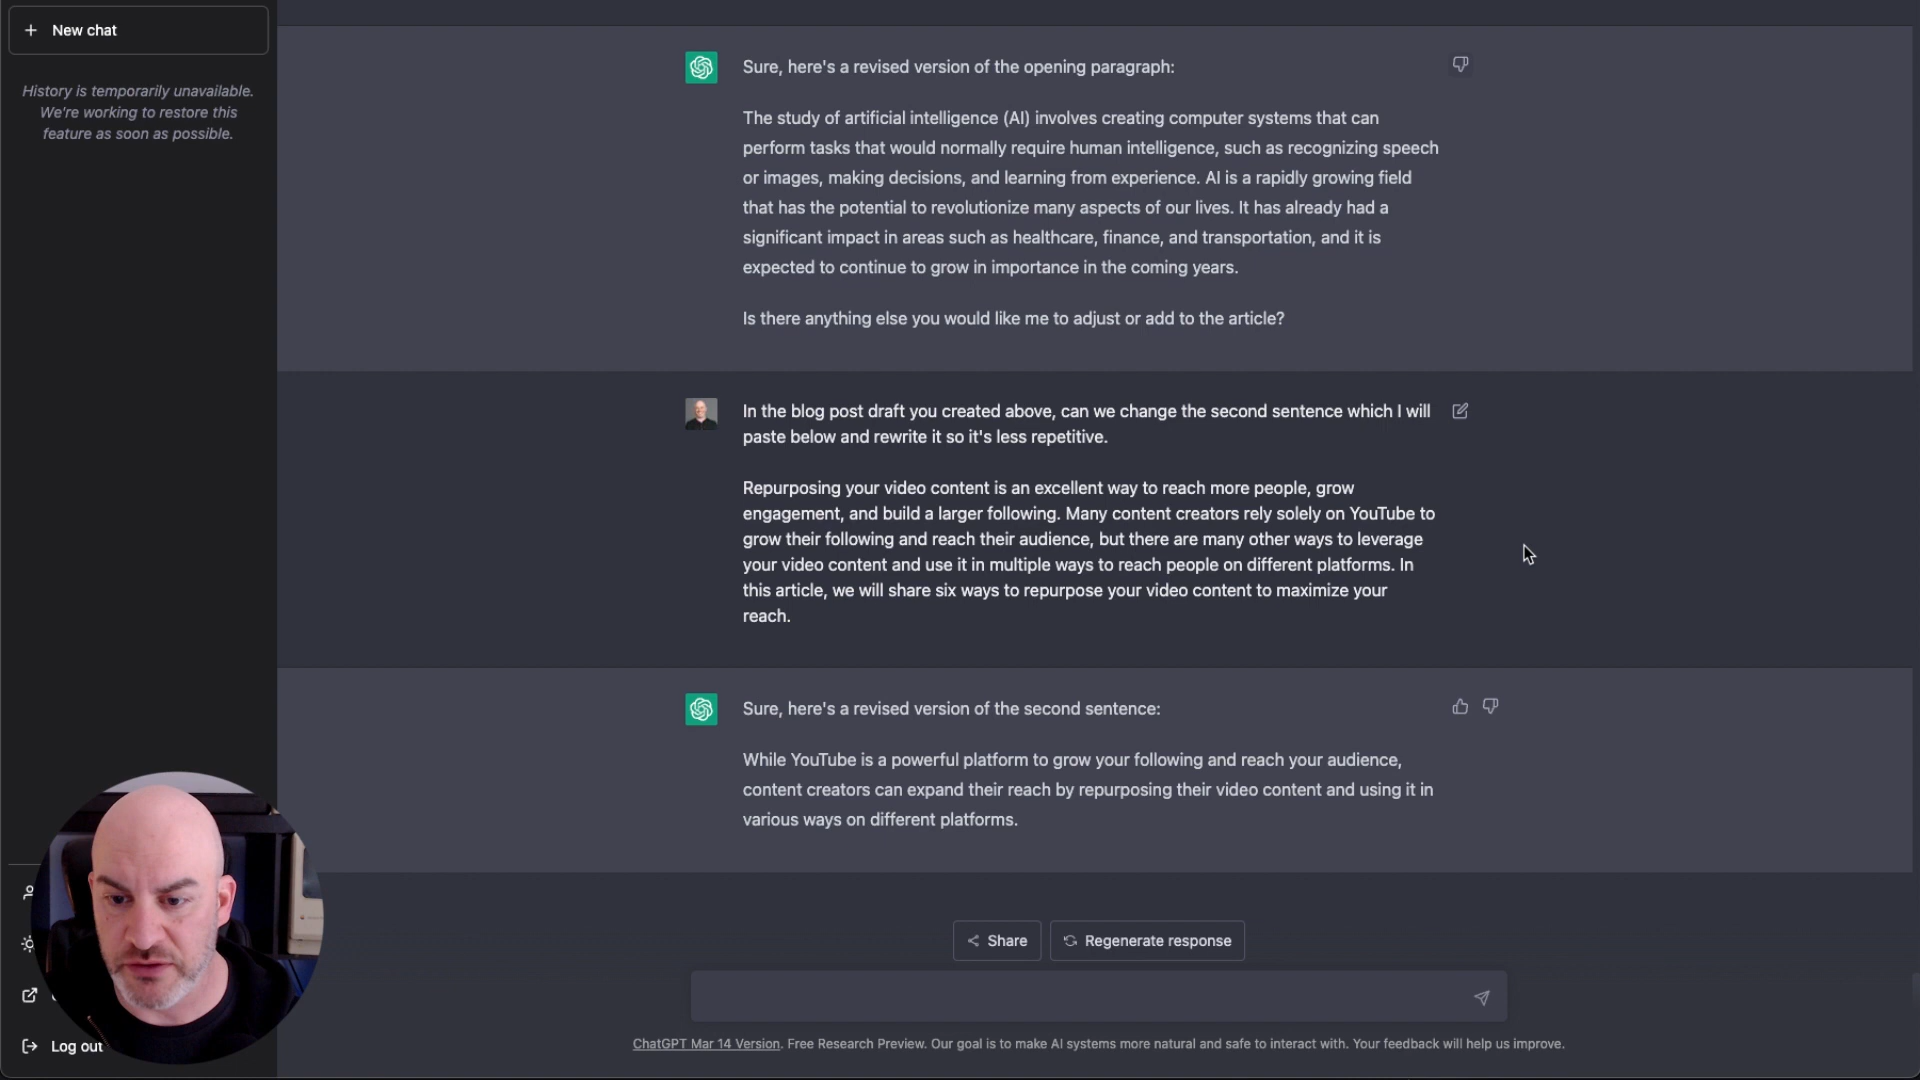 New chat
History is temporarily unavailable.
We're working to restore this
feature as soon as possible.
Sure, here's a revised version of the opening paragraph:
The study of artificial intelligence (AI) involves creating computer systems that can
perform tasks that would normally require human intelligence, such as recognizing speech
or images, making decisions, and learning from experience. AI is a rapidly growing field
that has the potential to revolutionize many aspects of our lives. It has already had a
significant impact in areas such as healthcare, finance, and transportation, and it is
expected to continue to grow in importance in the coming years.
Is there anything else you would like me to adjust or add to the article?
In the blog post draft you created above, can we change the second sentence which I will
paste below and rewrite it so it's less repetitive.
Repurposing your video content is an excellent way to reach more people, grow
engagement, and build a larger following. Many content creators rely solely on YouTube to
grow their following and reach their audience, but there are many other ways to leverage
your video content and use it in multiple ways to reach people on different platforms. In
this article, we will share six ways to repurpose your video content to maximize your
reach.
Sure, here's a revised version of the second sentence:
While YouTube is a powerful platform to grow your following and reach your audience,
content creators can expand their reach by repurposing their video content and using it in
various ways on different platforms.
Share
Regenerate response
Log out
ChatGPT Mar 14 Version. Free Research Preview. Our goal is to make AI systems more natural and safe to interact with. Your feedback will help us improve.